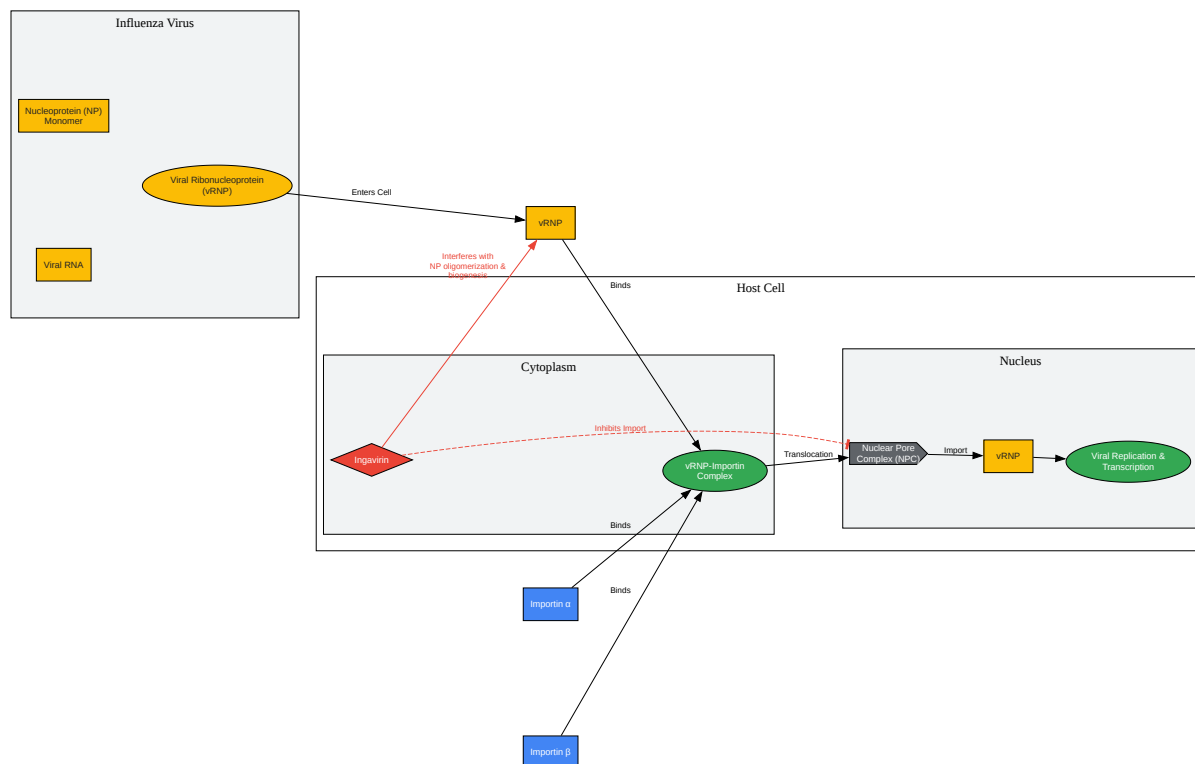 Influenza Virus
Nucleoprotein (NP)
Monomer
Viral Ribonucleoprotein
(vRNP)
Enters Cell
vRNP
Viral RNA
Interferes with
NP oligomerization &
biogenesis
Binds
Host Cell
Cytoplasm
Nucleus
Inhibits Import
Ingavirin
vRNP-Importin
Complex
Translocation
Nuclear Pore
Complex (NPC)
Import
vRNP
Viral Replication &
Transcription
Binds
Binds
Importin α
Importin β